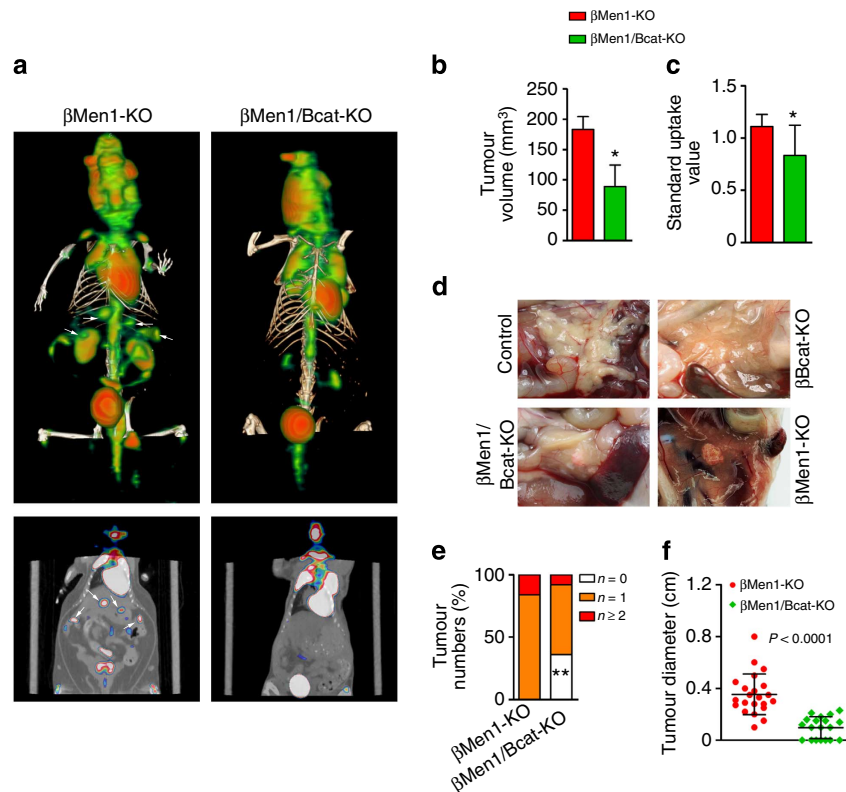 βMen1-KO
βMen1/Bcat-KO
a
βMen1-KO
βMen1/Bcat-KO
b
Tumour
volume (mm³)
250
200
150
100
50
0
*
c
Standard uptake
value
1.5
1.0
0.5
0
*
d
Control
βBcat-KO
βMen1/
Bcat-KO
βMen1-KO
e
Tumour
numbers (%)
100
50
0
n = 0
n = 1
n ≥ 2
**
βMen1-KO
βMen1/Bcat-KO
f
Tumour diameter (cm)
1.2
0.8
0.4
0
βMen1-KO
βMen1/Bcat-KO
P < 0.0001